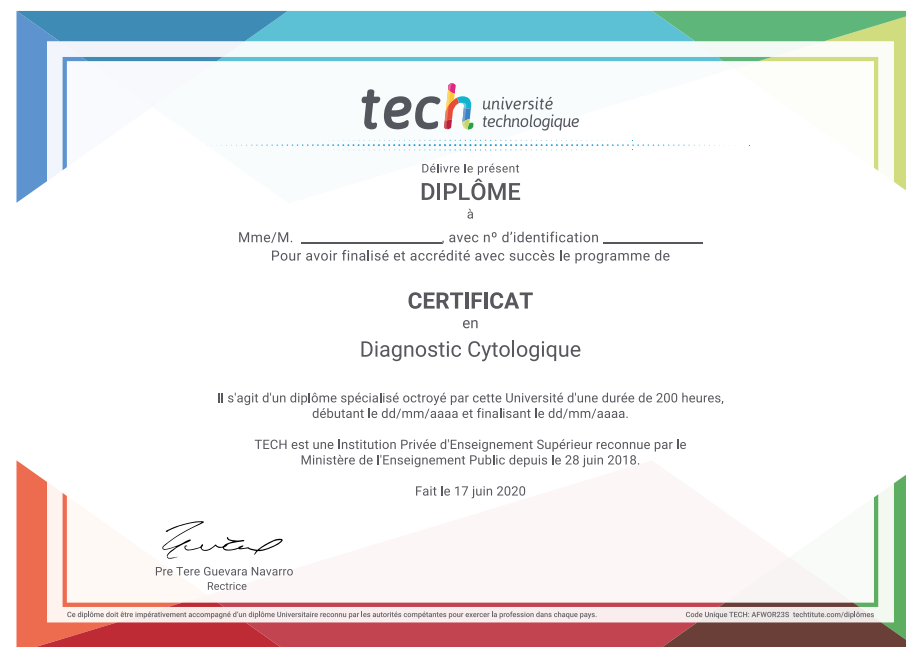 tech université
technologique
Délivre le présent
DIPLÔME
à
Mme/M. ____________________, avec nº d'identification ______________
Pour avoir finalisé et accrédité avec succès le programme de
CERTIFICAT
en
Diagnostic Cytologique
Il s'agit d'un diplôme spécialisé octroyé par cette Université d'une durée de 200 heures,
débutant le dd/mm/aaaa et finalisant le dd/mm/aaaa.
TECH est une Institution Privée d'Enseignement Supérieur reconnue par le
Ministère de l'Enseignement Public depuis le 28 juin 2018.
Fait le 17 juin 2020
Pre Tere Guevara Navarro
Rectrice
Ce diplôme doit être impérativement accompagné d'un diplôme Universitaire reconnu par les autorités compétantes pour exercer la profession dans chaque pays.
Code Unique TECH: AFWOR23S techtitute.com/diplômes